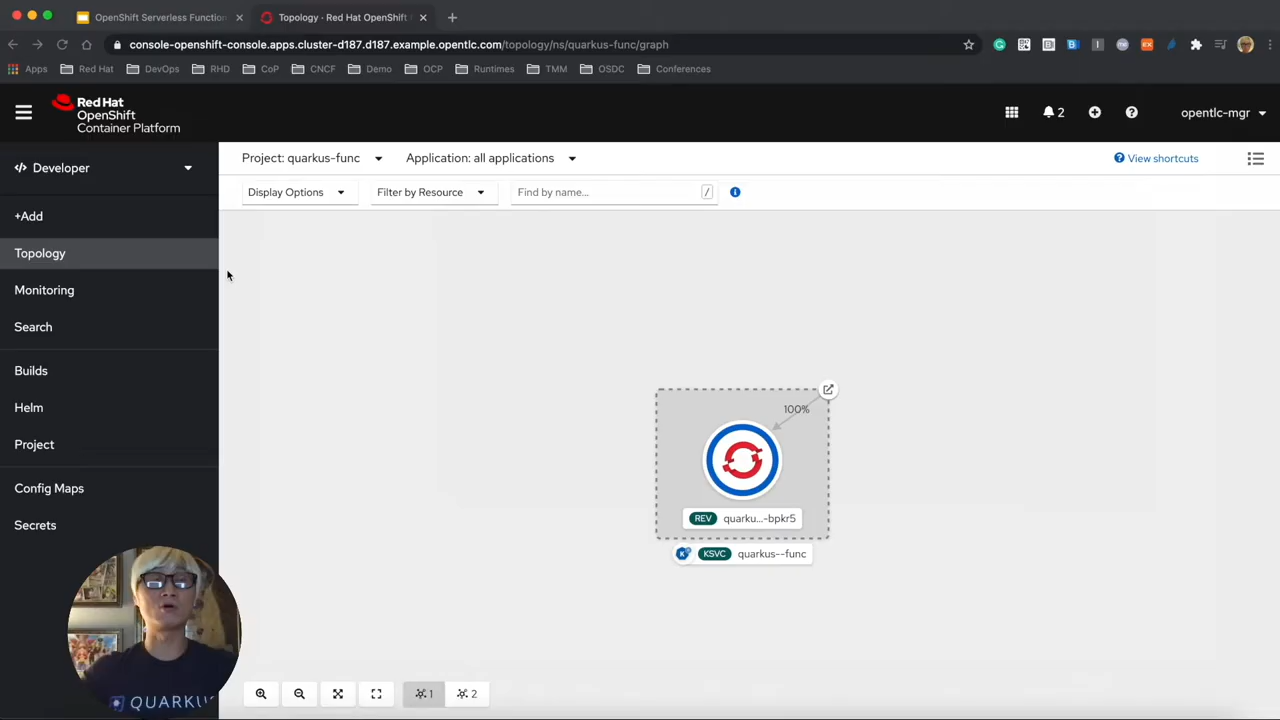 OpenShift Serverless Function
Topology · Red Hat OpenShift
console-openshift-console.apps.cluster-d187.d187.example.opentlc.com/topology/ns/quarkus-func/graph
Apps Red Hat DevOps RHD CoP CNCF Demo OCP Runtimes TMM OSDC Conferences
Red Hat
OpenShift
Container Platform
2
opentlc-mgr
Developer
Project: quarkus-func
Application: all applications
View shortcuts
Display Options
Filter by Resource
Find by name...
/
+Add
Topology
Monitoring
Search
Builds
Helm
Project
Config Maps
Secrets
100%
REV quarku...-bpkr5
KSVC quarkus--func
QUARKU
1
2